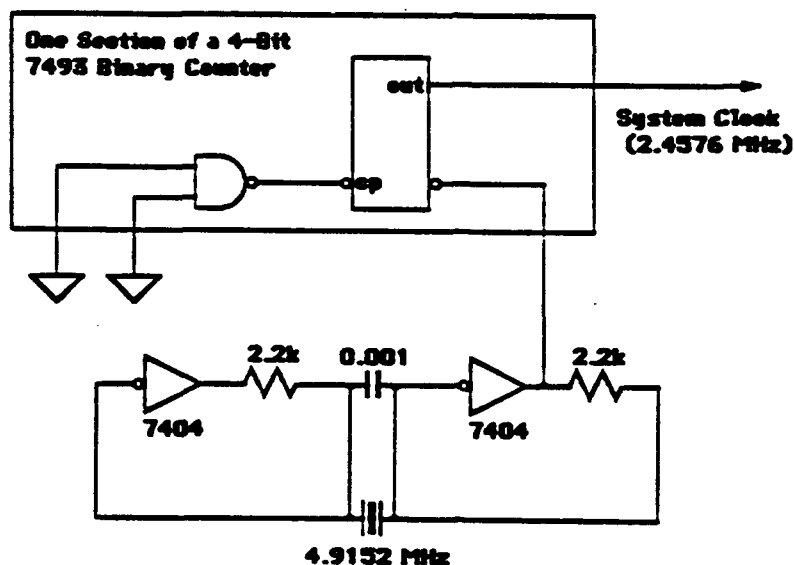 One Section of a 4-Bit
7493 Binary Counter
out
System Clock
(2.4576 MHz)
cp
2.2k
0.001
2.2k
7404
7404
4.9152 MHz